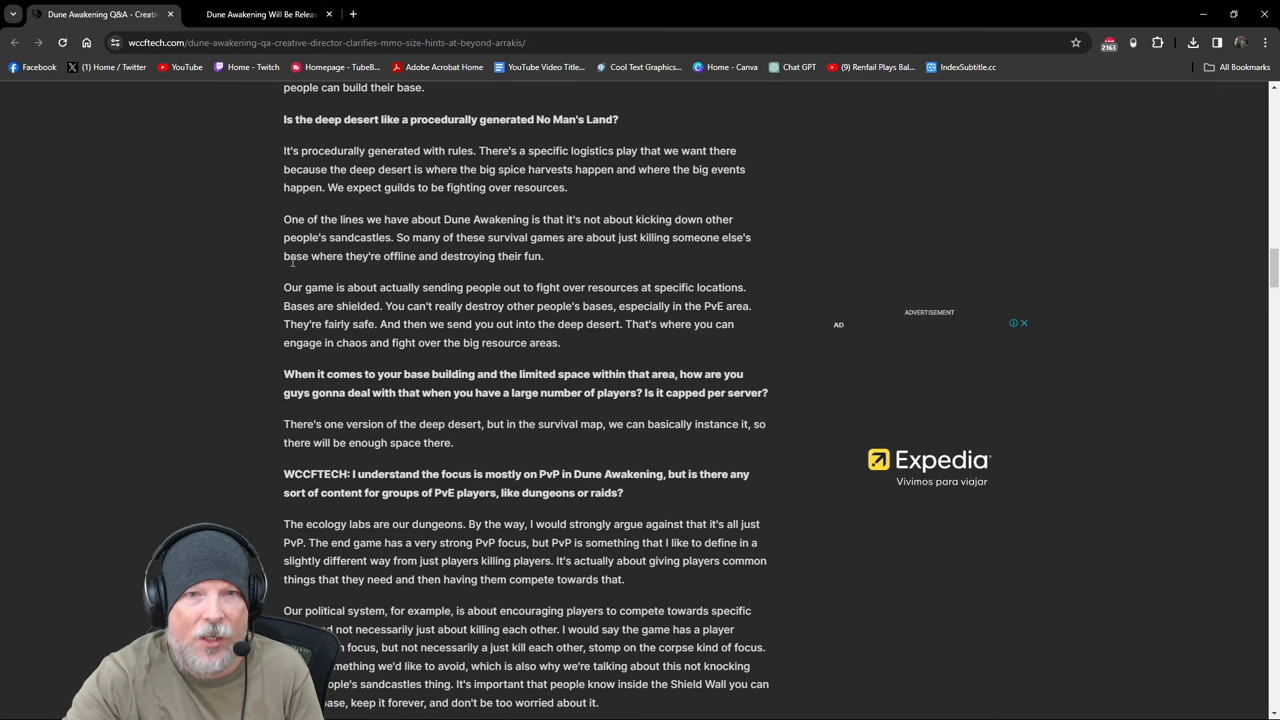 Dune Awakening Q&A - Creativ
Dune Awakening Will Be Releas
wccftech.com/dune-awakening-qa-creative-director-clarifies-mmo-size-hints-at-beyond-arrakis/
2163
Facebook
(1) Home / Twitter
YouTube
Home - Twitch
Homepage - TubeB...
Adobe Acrobat Home
YouTube Video Title...
Cool Text Graphics...
Home - Canva
Chat GPT
(9) Renfail Plays Bal...
IndexSubtitle.cc
All Bookmarks
people can build their base.
Is the deep desert like a procedurally generated No Man's Land?
It's procedurally generated with rules. There's a specific logistics play that we want there
because the deep desert is where the big spice harvests happen and where the big events
happen. We expect guilds to be fighting over resources.
One of the lines we have about Dune Awakening is that it's not about kicking down other
people's sandcastles. So many of these survival games are about just killing someone else's
base where they're offline and destroying their fun.
Our game is about actually sending people out to fight over resources at specific locations.
Bases are shielded. You can't really destroy other people's bases, especially in the PvE area.
They're fairly safe. And then we send you out into the deep desert. That's where you can
engage in chaos and fight over the big resource areas.
When it comes to your base building and the limited space within that area, how are you
guys gonna deal with that when you have a large number of players? Is it capped per server?
There's one version of the deep desert, but in the survival map, we can basically instance it, so
there will be enough space there.
WCCFTECH: I understand the focus is mostly on PvP in Dune Awakening, but is there any
sort of content for groups of PvE players, like dungeons or raids?
The ecology labs are our dungeons. By the way, I would strongly argue against that it's all just
PvP. The end game has a very strong PvP focus, but PvP is something that I like to define in a
slightly different way from just players killing players. It's actually about giving players common
things that they need and then having them compete towards that.
Our political system, for example, is about encouraging players to compete towards specific
nd not necessarily just about killing each other. I would say the game has a player
n focus, but not necessarily a just kill each other, stomp on the corpse kind of focus.
mething we'd like to avoid, which is also why we're talking about this not knocking
ople's sandcastles thing. It's important that people know inside the Shield Wall you can
ase, keep it forever, and don't be too worried about it.
ADVERTISEMENT
AD
Expedia
Vivimos para viajar